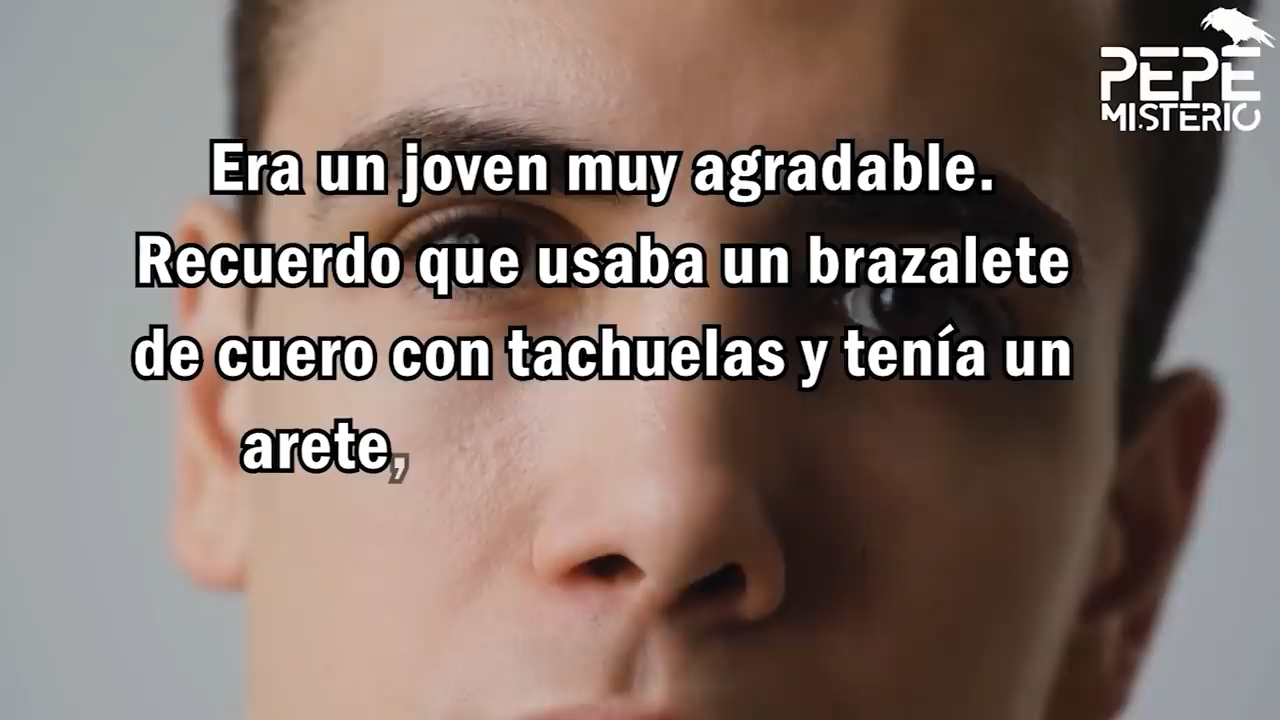 PEPE
MISTERIO
Era un joven muy agradable.
Recuerdo que usaba un brazalete
de cuero con tachuelas y tenía un
arete,